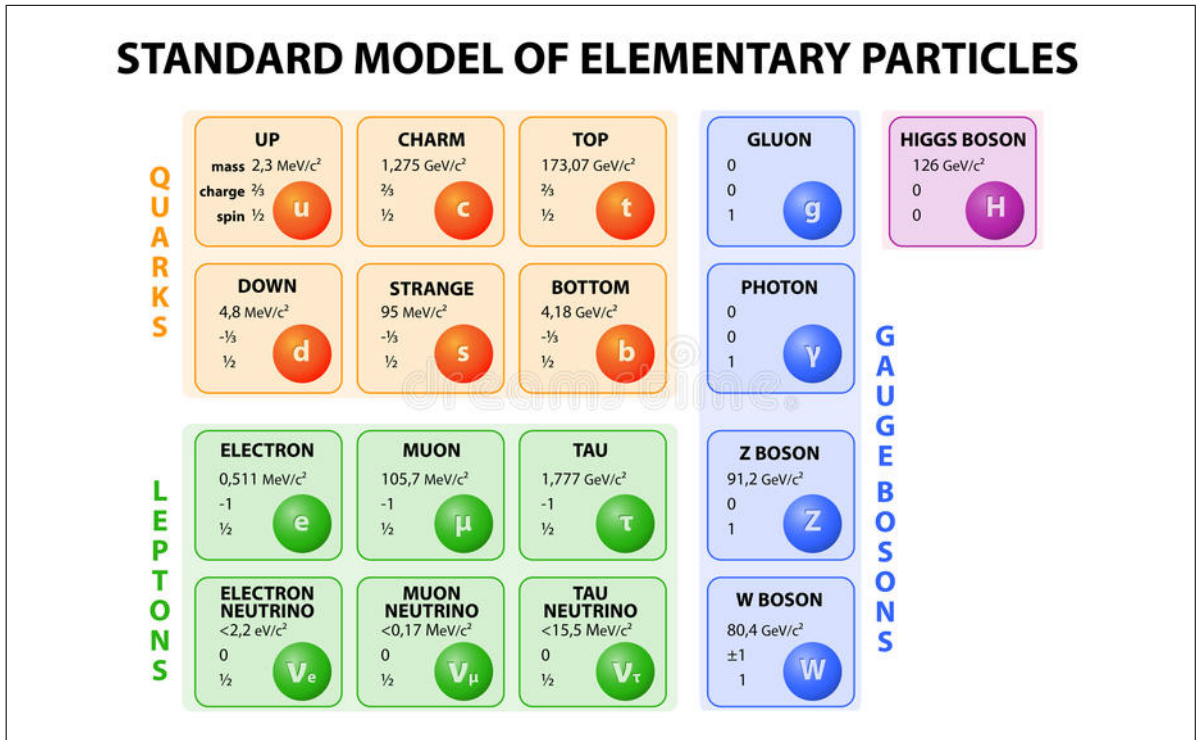 STANDARD MODEL OF ELEMENTARY PARTICLES
QUARKS
UP
mass 2,3 MeV/c²
charge ⅔
spin ½
u
CHARM
1,275 GeV/c²
⅔
½
c
TOP
173,07 GeV/c²
⅔
½
t
GLUON
0
0
1
g
HIGGS BOSON
126 GeV/c²
0
0
H
DOWN
4,8 MeV/c²
-⅓
½
d
STRANGE
95 MeV/c²
-⅓
½
s
BOTTOM
4,18 GeV/c²
-⅓
½
b
PHOTON
0
0
1
γ
dreamstime
GAUGE BOSONS
LEPTONS
ELECTRON
0,511 MeV/c²
-1
½
e
MUON
105,7 MeV/c²
-1
½
μ
TAU
1,777 GeV/c²
-1
½
τ
Z BOSON
91,2 GeV/c²
0
1
Z
ELECTRON
NEUTRINO
<2,2 eV/c²
0
½
νe
MUON
NEUTRINO
<0,17 MeV/c²
0
½
νμ
TAU
NEUTRINO
<15,5 MeV/c²
0
½
ντ
W BOSON
80,4 GeV/c²
±1
1
W